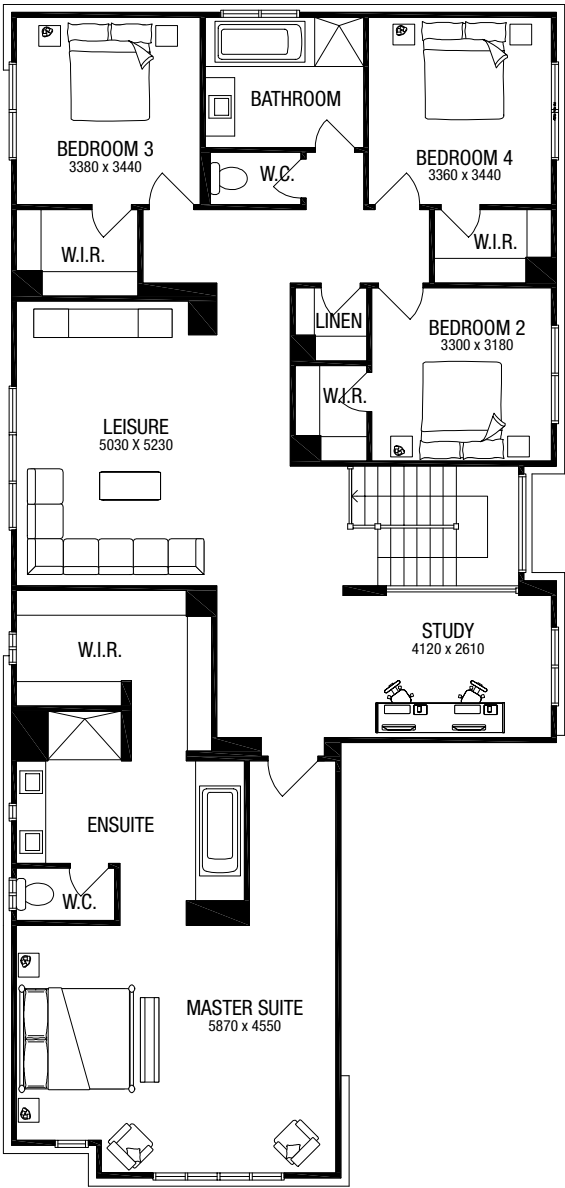 BATHROOM
BEDROOM 3
3380 x 3440
BEDROOM 4
3360 x 3440
W.C.
W.I.R.
W.I.R.
LINEN
BEDROOM 2
3300 x 3180
W.I.R.
LEISURE
5030 X 5230
STUDY
4120 x 2610
W.I.R.
ENSUITE
W.C.
MASTER SUITE
5870 x 4550